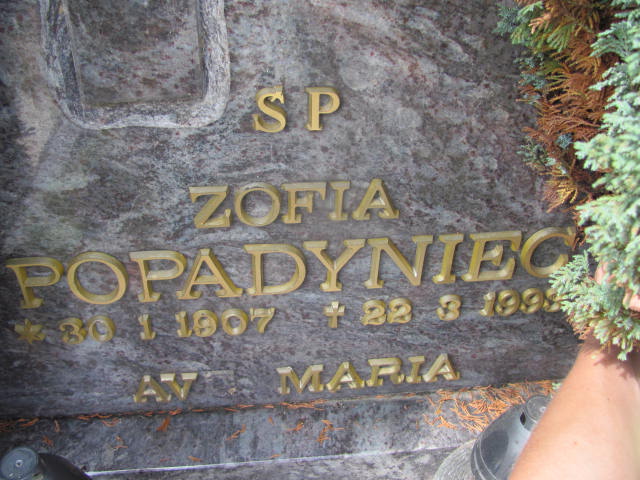 SP
ZOFIA
POPADYNIEC
* 30 1 1907 † 22 3
AV MARIA